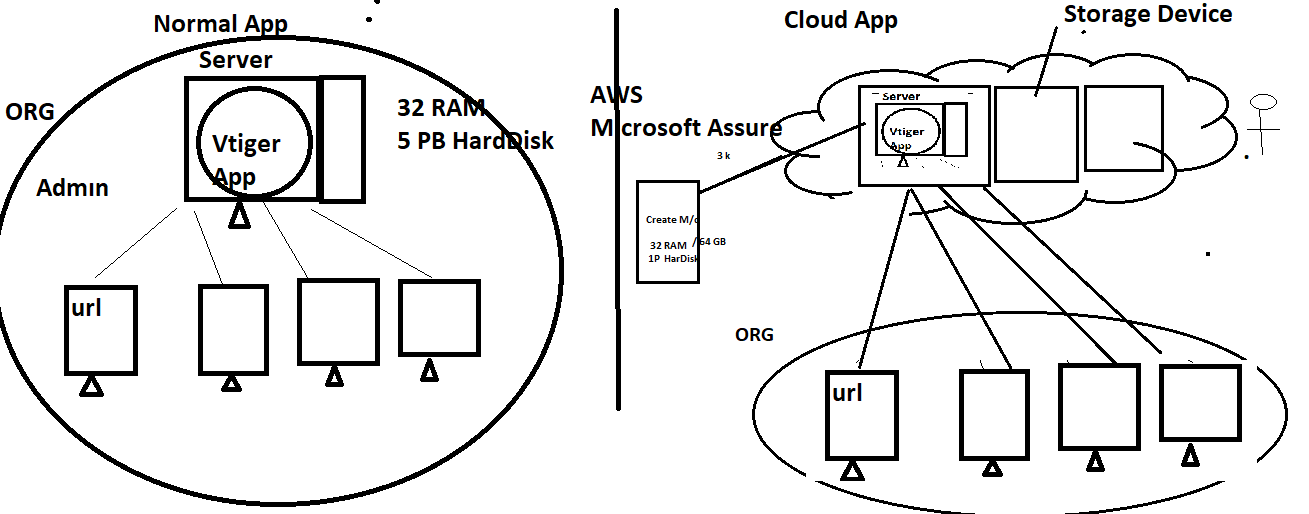 Normal App
Server
ORG
32 RAM
5 PB HardDisk
Vtiger
App
Admin
url
Cloud App
Storage Device
AWS
Microsoft Assure
Server
Vtiger
App
3 k
Create M/c
32 RAM / 64 GB
1P HarDisk
ORG
url